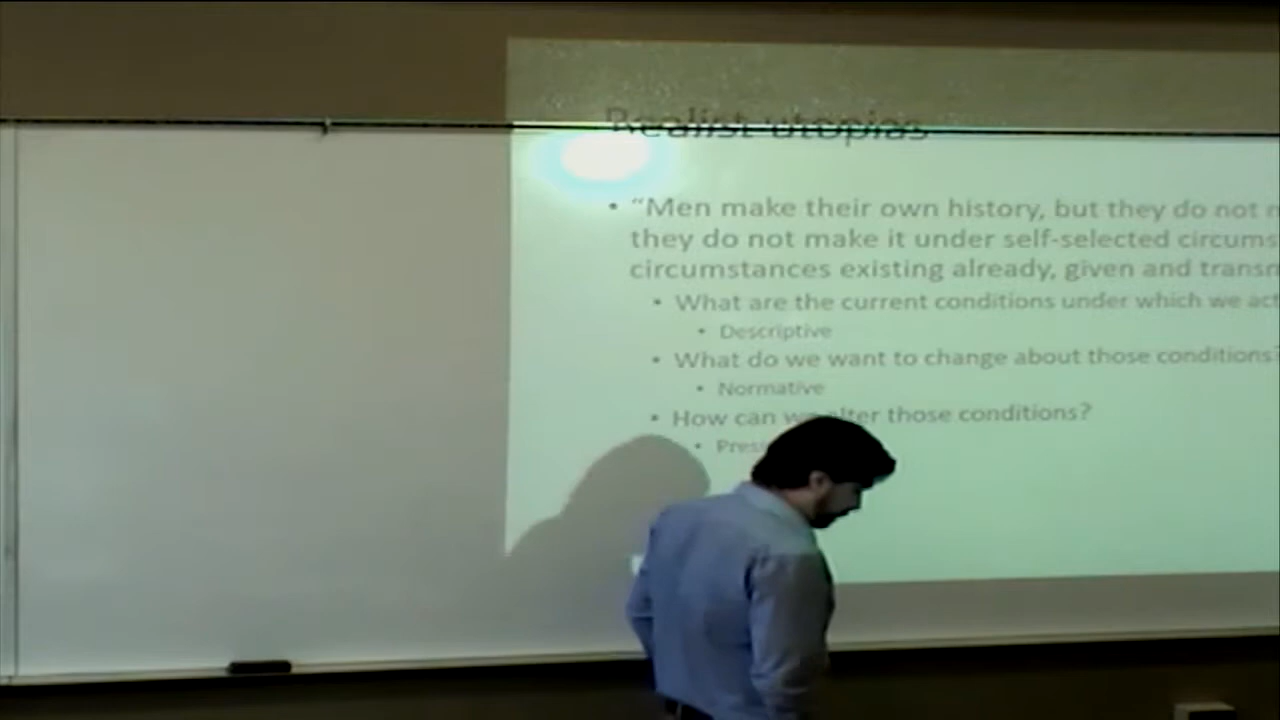 Realist utopias
• “Men make their own history, but they do not
they do not make it under self-selected
circumstances existing already, given and
• What are the current conditions under which we
• Descriptive
• What do we want to change about those conditions?
• Normative
• How can we alter those conditions?